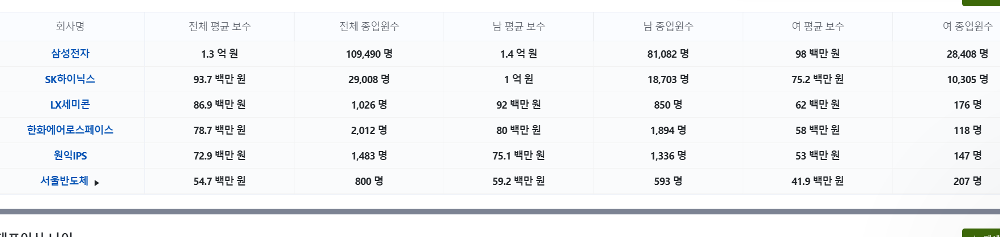 회사명 전체 평균 보수 전체 종업원수 남 평균 보수 남 종업원수 여 평균 보수 여 종업원수
삼성전자 1.3 억 원 109,490 명 1.4 억 원 81,082 명 98 백만 원 28,408 명
SK하이닉스 93.7 백만 원 29,008 명 1 억 원 18,703 명 75.2 백만 원 10,305 명
LX세미콘 86.9 백만 원 1,026 명 92 백만 원 850 명 62 백만 원 176 명
한화에어로스페이스 78.7 백만 원 2,012 명 80 백만 원 1,894 명 58 백만 원 118 명
원익IPS 72.9 백만 원 1,483 명 75.1 백만 원 1,336 명 53 백만 원 147 명
서울반도체 ▶ 54.7 백만 원 800 명 59.2 백만 원 593 명 41.9 백만 원 207 명